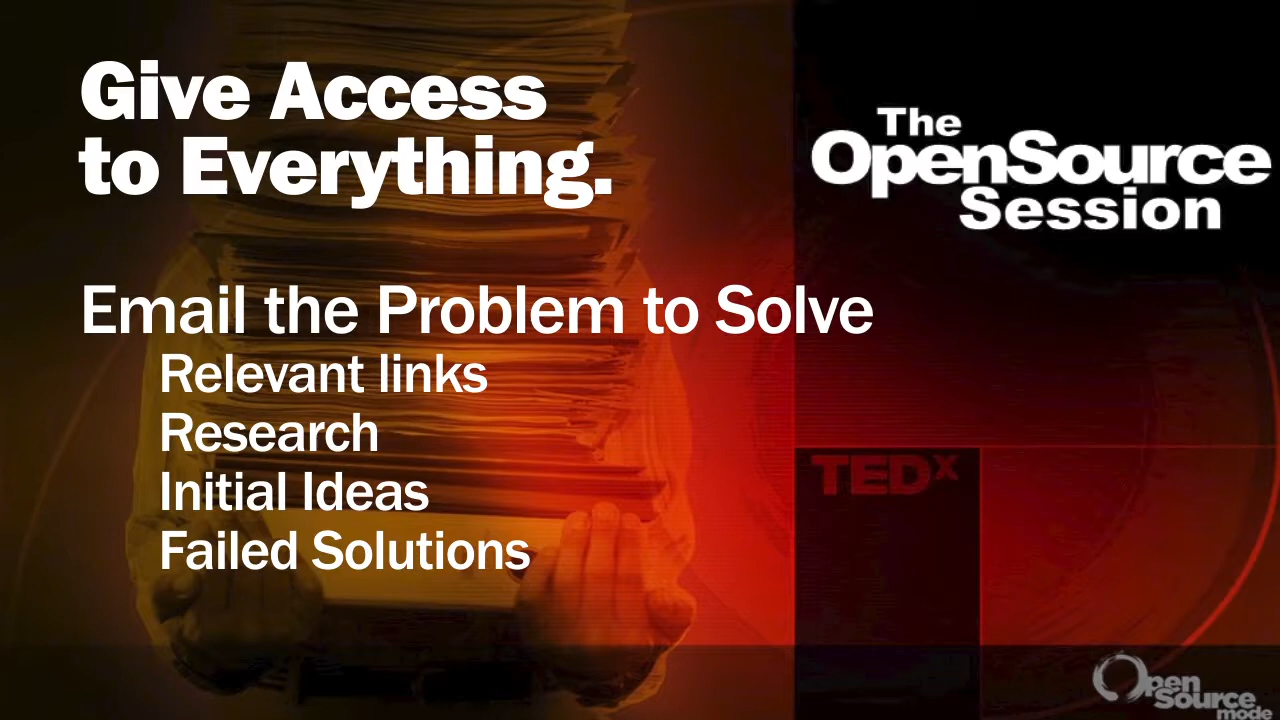 Give Access
to Everything.
Email the Problem to Solve
Relevant links
Research
Initial Ideas
Failed Solutions
The
OpenSource
Session
TEDx
Open
Source
mode